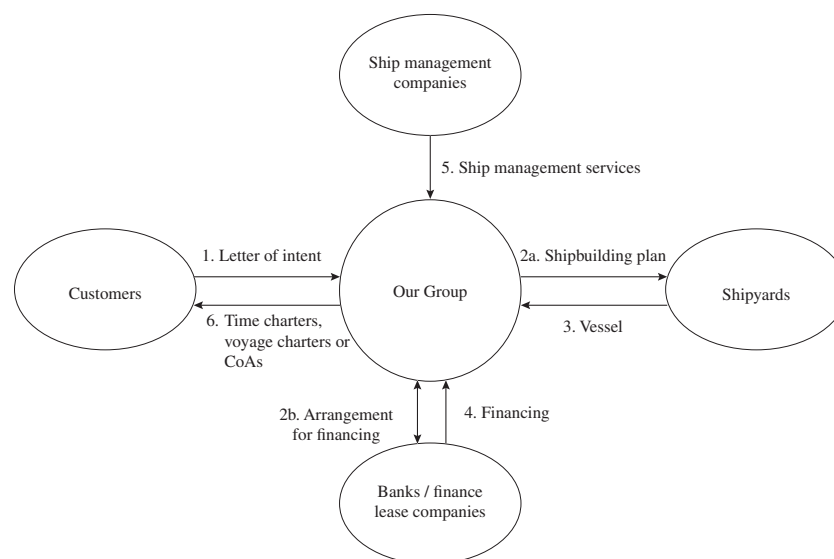 Ship management
companies
5. Ship management services
1. Letter of intent
2a. Shipbuilding plan
Customers
Our Group
Shipyards
6. Time charters,
voyage charters or
CoAs
3. Vessel
2b. Arrangement
for financing
4. Financing
Banks / finance
lease companies